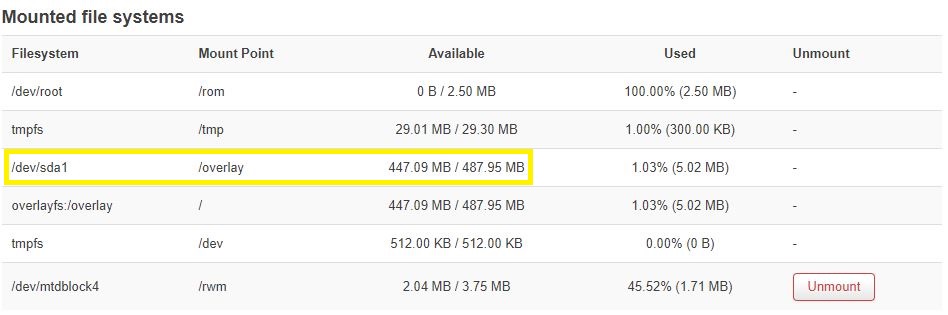 Mounted file systems
Filesystem Mount Point Available Used Unmount
/dev/root /rom 0 B / 2.50 MB 100.00% (2.50 MB) -
tmpfs /tmp 29.01 MB / 29.30 MB 1.00% (300.00 KB) -
/dev/sda1 /overlay 447.09 MB / 487.95 MB 1.03% (5.02 MB) -
overlayfs:/overlay / 447.09 MB / 487.95 MB 1.03% (5.02 MB) -
tmpfs /dev 512.00 KB / 512.00 KB 0.00% (0 B) -
/dev/mtdblock4 /rwm 2.04 MB / 3.75 MB 45.52% (1.71 MB) Unmount